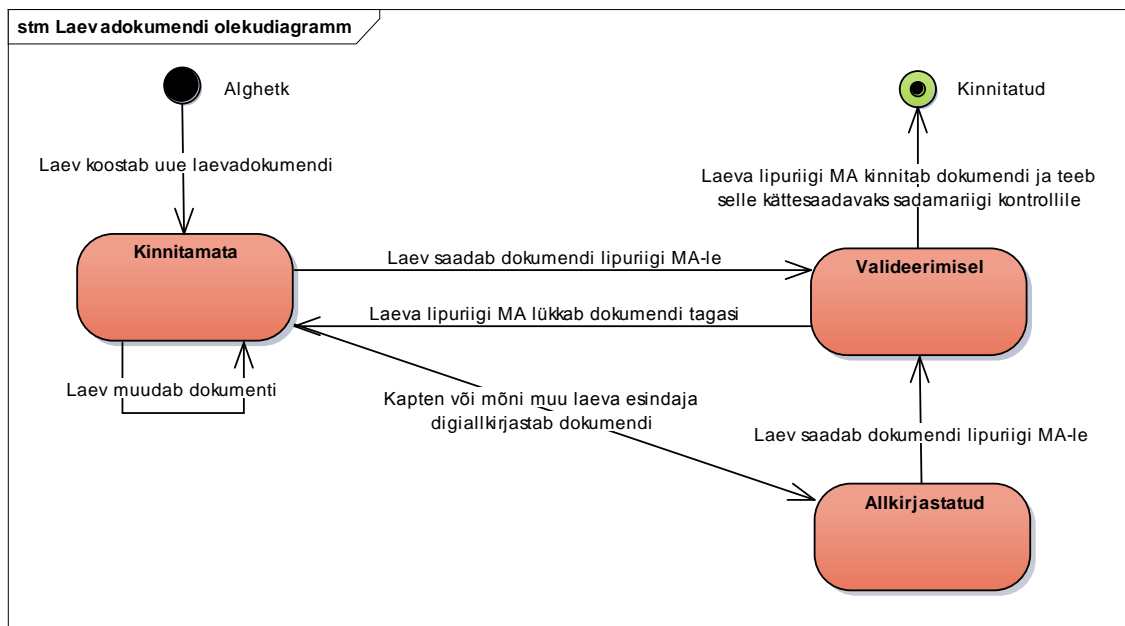 stm Laevadokumendi olekudiagramm
Alghetk
Kinnitatud
Laev koostab uue laevadokumendi
Laeva lipuriigi MA kinnitab dokumendi ja teeb
selle kättesaadavaks sadamariigi kontrollile
Kinnitamata
Laev saadab dokumendi lipuriigi MA-le
Valideerimisel
Laeva lipuriigi MA lükkab dokumendi tagasi
Laev muudab dokumenti
Kapten või mõni muu laeva esindaja
digiallkirjastab dokumendi
Laev saadab dokumendi lipuriigi MA-le
Allkirjastatud